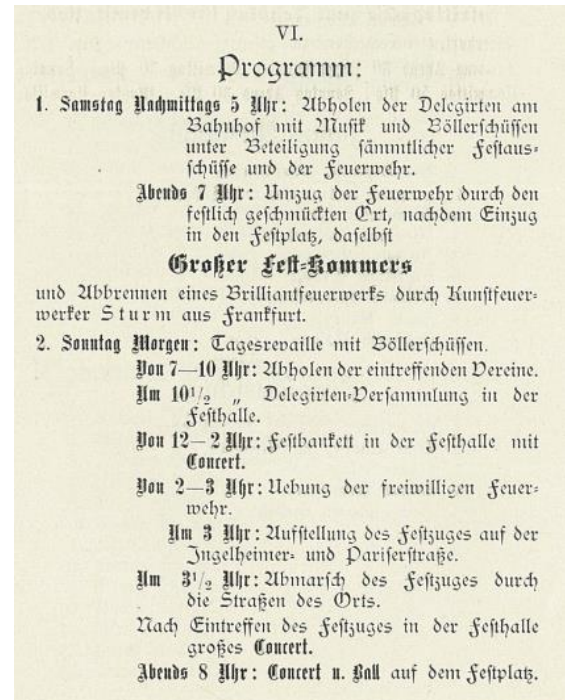 VI.
Programm:
1. Samstag Nachmittags 5 Uhr: Abholen der Delegirten am
Bahnhof mit Musik und Böllerschüssen
unter Beteiligung sämmtlicher Festaus-
schüsse und der Feuerwehr.
Abends 7 Uhr: Umzug der Feuerwehr durch den
festlich geschmückten Ort, nachdem Einzug
in den Festplatz, daselbst
Großer Fest-Kommers
und Abbrennen eines Brilliantfeuerwerks durch Kunstfeuer-
werker Sturm aus Frankfurt.
2. Sonntag Morgen: Tagesrevaille mit Böllerschüssen.
Von 7—10 Uhr: Abholen der eintreffenden Vereine.
Um 10 1/2 „ Delegirten-Versammlung in der
Festhalle.
Von 12—2 Uhr: Festbankett in der Festhalle mit
Concert.
Von 2—3 Uhr: Uebung der freiwilligen Feuer-
wehr.
Um 3 Uhr: Aufstellung des Festzuges auf der
Ingelheimer- und Pariserstraße.
Um 3 1/2 Uhr: Abmarsch des Festzuges durch
die Straßen des Orts.
Nach Eintreffen des Festzuges in der Festhalle
großes Concert.
Abends 8 Uhr: Concert u. Ball auf dem Festplatz.